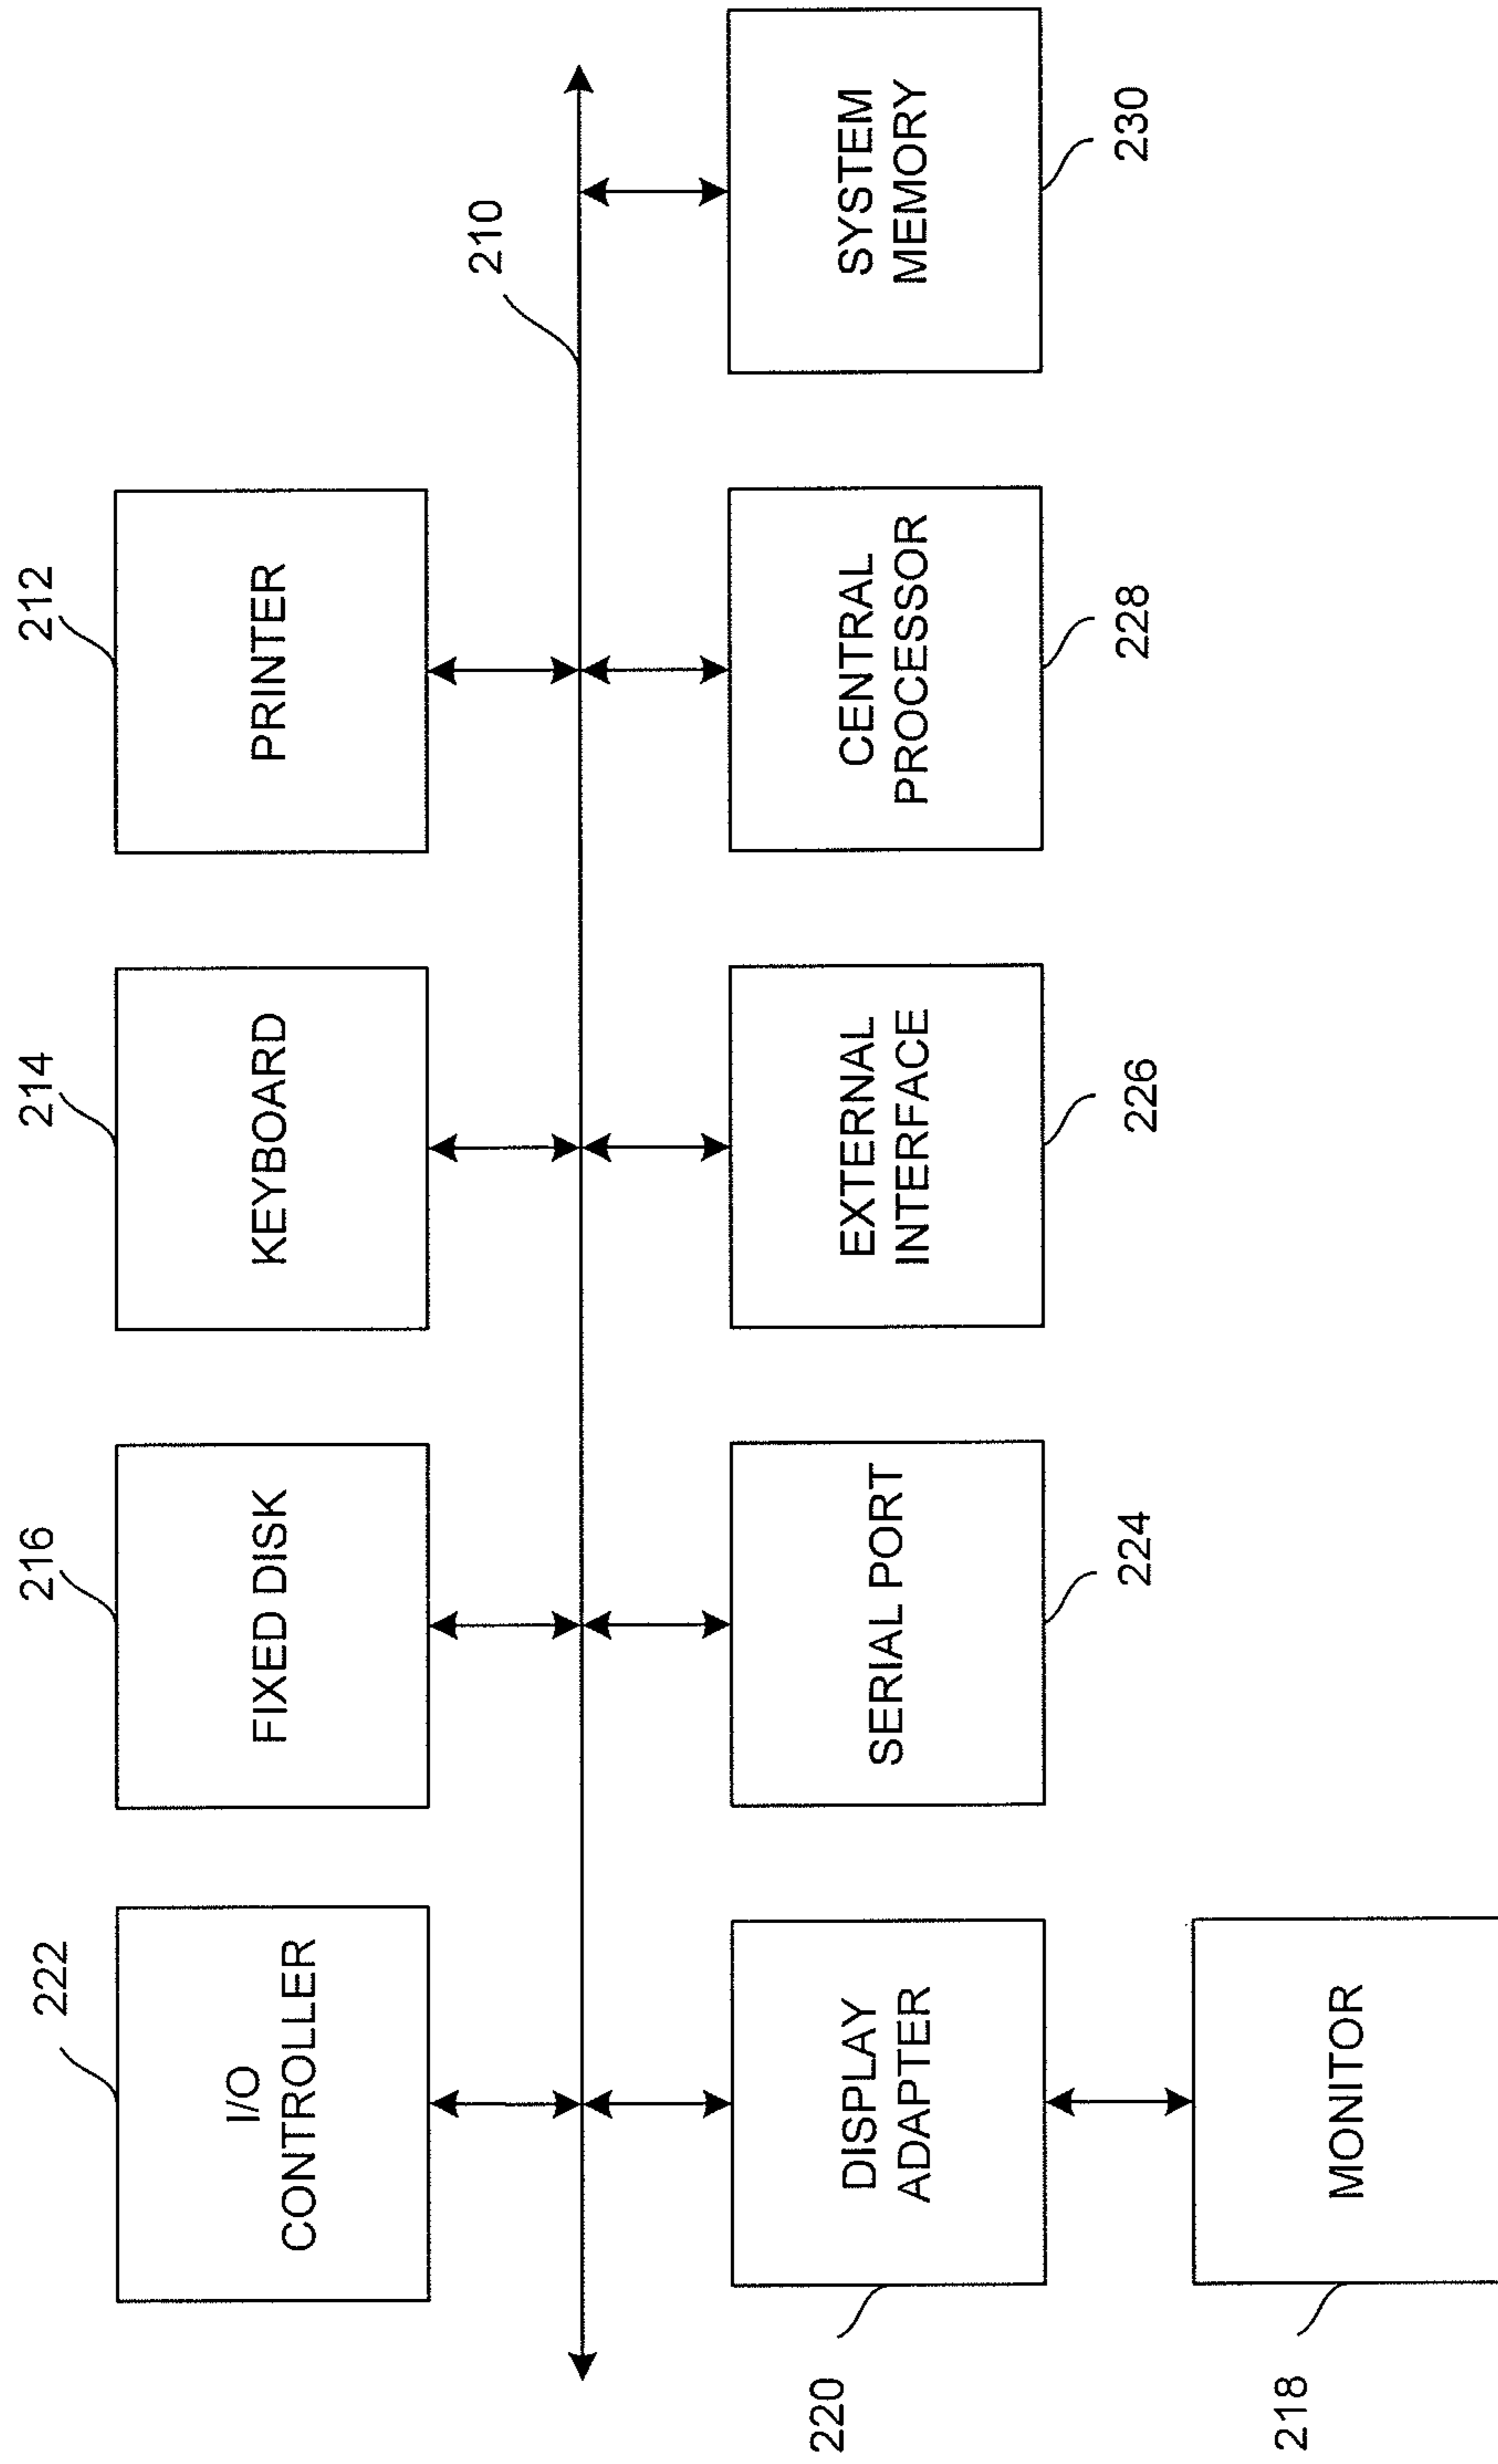 222
216
214
212
I/O
CONTROLLER
FIXED DISK
KEYBOARD
PRINTER
210
DISPLAY
ADAPTER
SERIAL PORT
EXTERNAL
INTERFACE
CENTRAL
PROCESSOR
SYSTEM
MEMORY
220
224
226
228
230
MONITOR
218